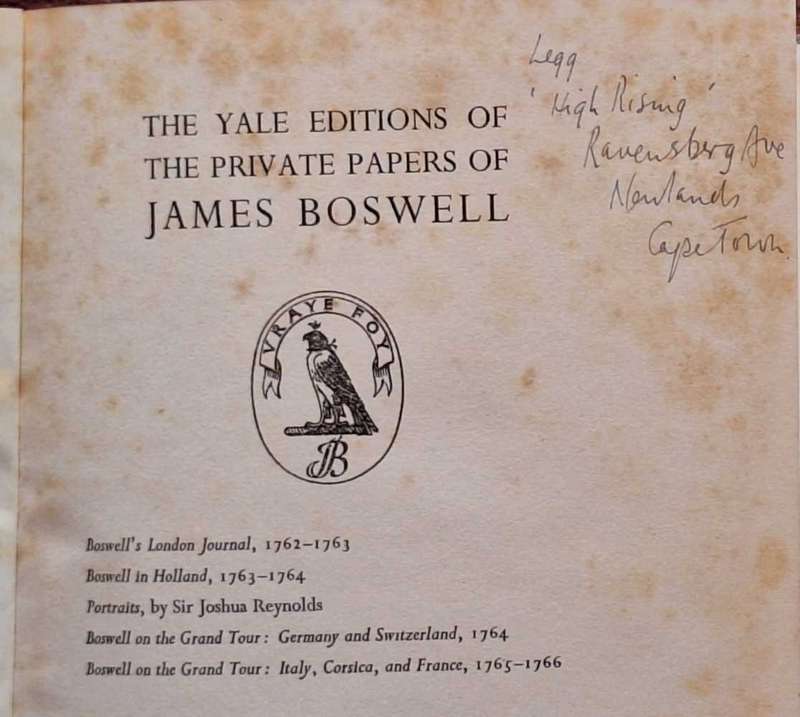 Legg
'High Rising'
Ravensberg Ave
Newlands
Cape Town.
THE YALE EDITIONS OF
THE PRIVATE PAPERS OF
JAMES BOSWELL
VRAYE FOY
JB
Boswell's London Journal, 1762–1763
Boswell in Holland, 1763–1764
Portraits, by Sir Joshua Reynolds
Boswell on the Grand Tour: Germany and Switzerland, 1764
Boswell on the Grand Tour: Italy, Corsica, and France, 1765–1766